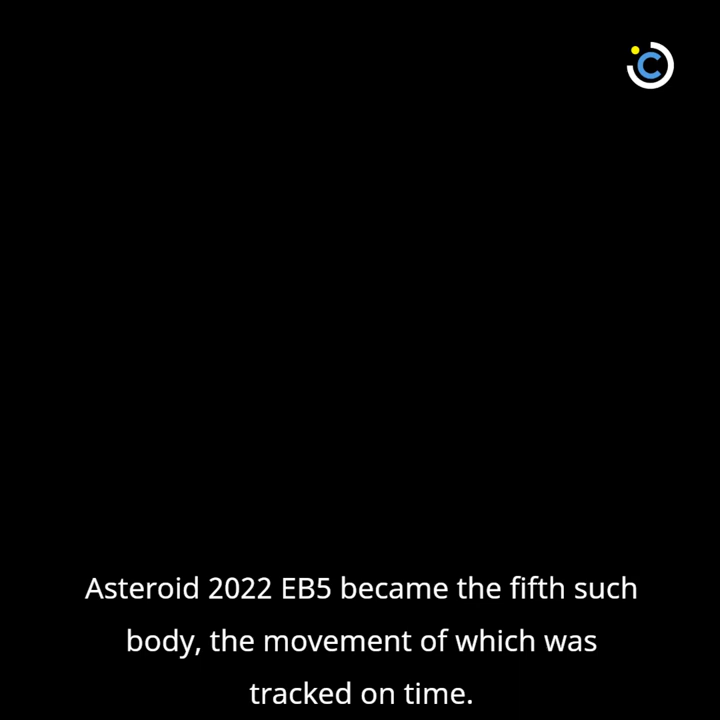 Asteroid 2022 EB5 became the fifth such
body, the movement of which was
tracked on time.